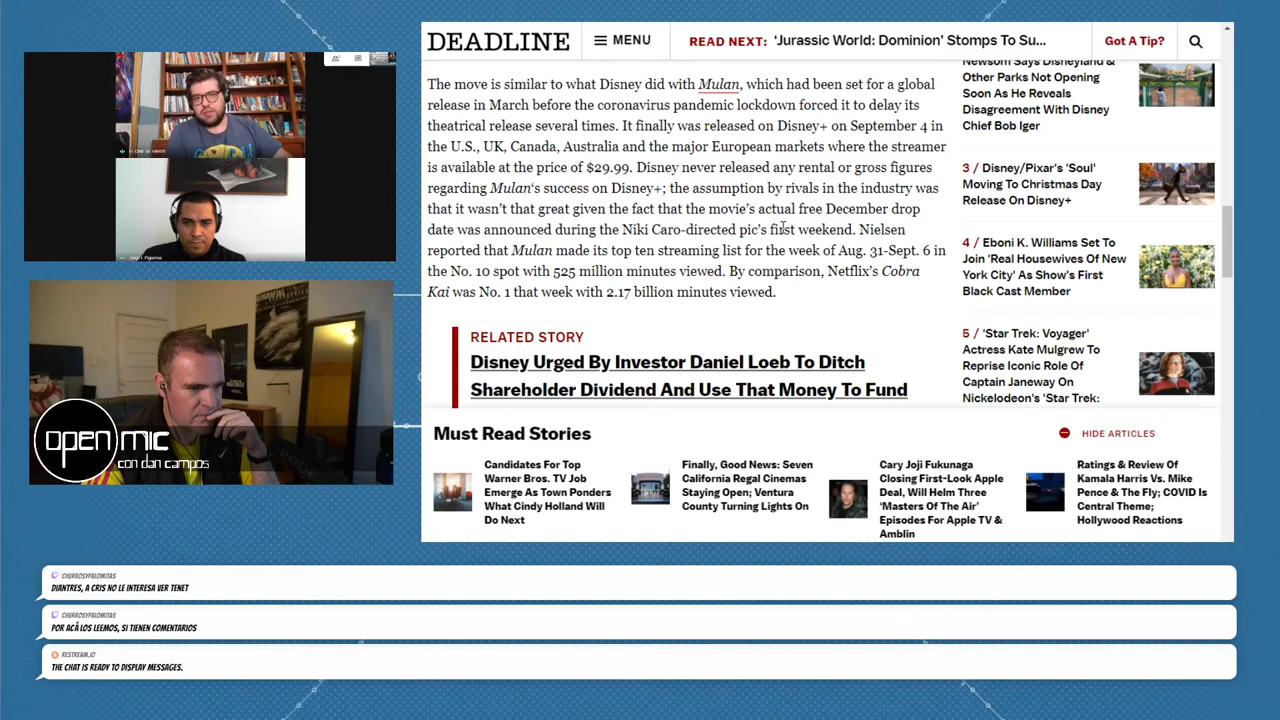 DEADLINE
MENU
READ NEXT: 'Jurassic World: Dominion' Stomps To Su...
Got A Tip?
The move is similar to what Disney did with Mulan, which had been set for a global
release in March before the coronavirus pandemic lockdown forced it to delay its
theatrical release several times. It finally was released on Disney+ on September 4 in
the U.S., UK, Canada, Australia and the major European markets where the streamer
is available at the price of $29.99. Disney never released any rental or gross figures
regarding Mulan's success on Disney+; the assumption by rivals in the industry was
that it wasn't that great given the fact that the movie's actual free December drop
date was announced during the Niki Caro-directed pic's first weekend. Nielsen
reported that Mulan made its top ten streaming list for the week of Aug. 31-Sept. 6 in
the No. 10 spot with 525 million minutes viewed. By comparison, Netflix's Cobra
Kai was No. 1 that week with 2.17 billion minutes viewed.
RELATED STORY
Disney Urged By Investor Daniel Loeb To Ditch
Shareholder Dividend And Use That Money To Fund
Newsom Says Disneyland &
Other Parks Not Opening
Soon As He Reveals
Disagreement With Disney
Chief Bob Iger
3 / Disney/Pixar's 'Soul'
Moving To Christmas Day
Release On Disney+
4 / Eboni K. Williams Set To
Join 'Real Housewives Of New
York City' As Show's First
Black Cast Member
5 / 'Star Trek: Voyager'
Actress Kate Mulgrew To
Reprise Iconic Role Of
Captain Janeway On
Nickelodeon's 'Star Trek:
Must Read Stories
HIDE ARTICLES
Candidates For Top
Warner Bros. TV Job
Emerge As Town Ponders
What Cindy Holland Will
Do Next
Finally, Good News: Seven
California Regal Cinemas
Staying Open; Ventura
County Turning Lights On
Cary Joji Fukunaga
Closing First-Look Apple
Deal, Will Helm Three
'Masters Of The Air'
Episodes For Apple TV &
Amblin
Ratings & Review Of
Kamala Harris Vs. Mike
Pence & The Fly; COVID Is
Central Theme;
Hollywood Reactions
open mic
con dan campos
CHURROSYPALOMITAS
DIANTRES, A CRIS NO LE INTERESA VER TENET
CHURROSYPALOMITAS
POR ACÁ LOS LEEMOS, SI TIENEN COMENTARIOS
RESTREAM.IO
THE CHAT IS READY TO DISPLAY MESSAGES.